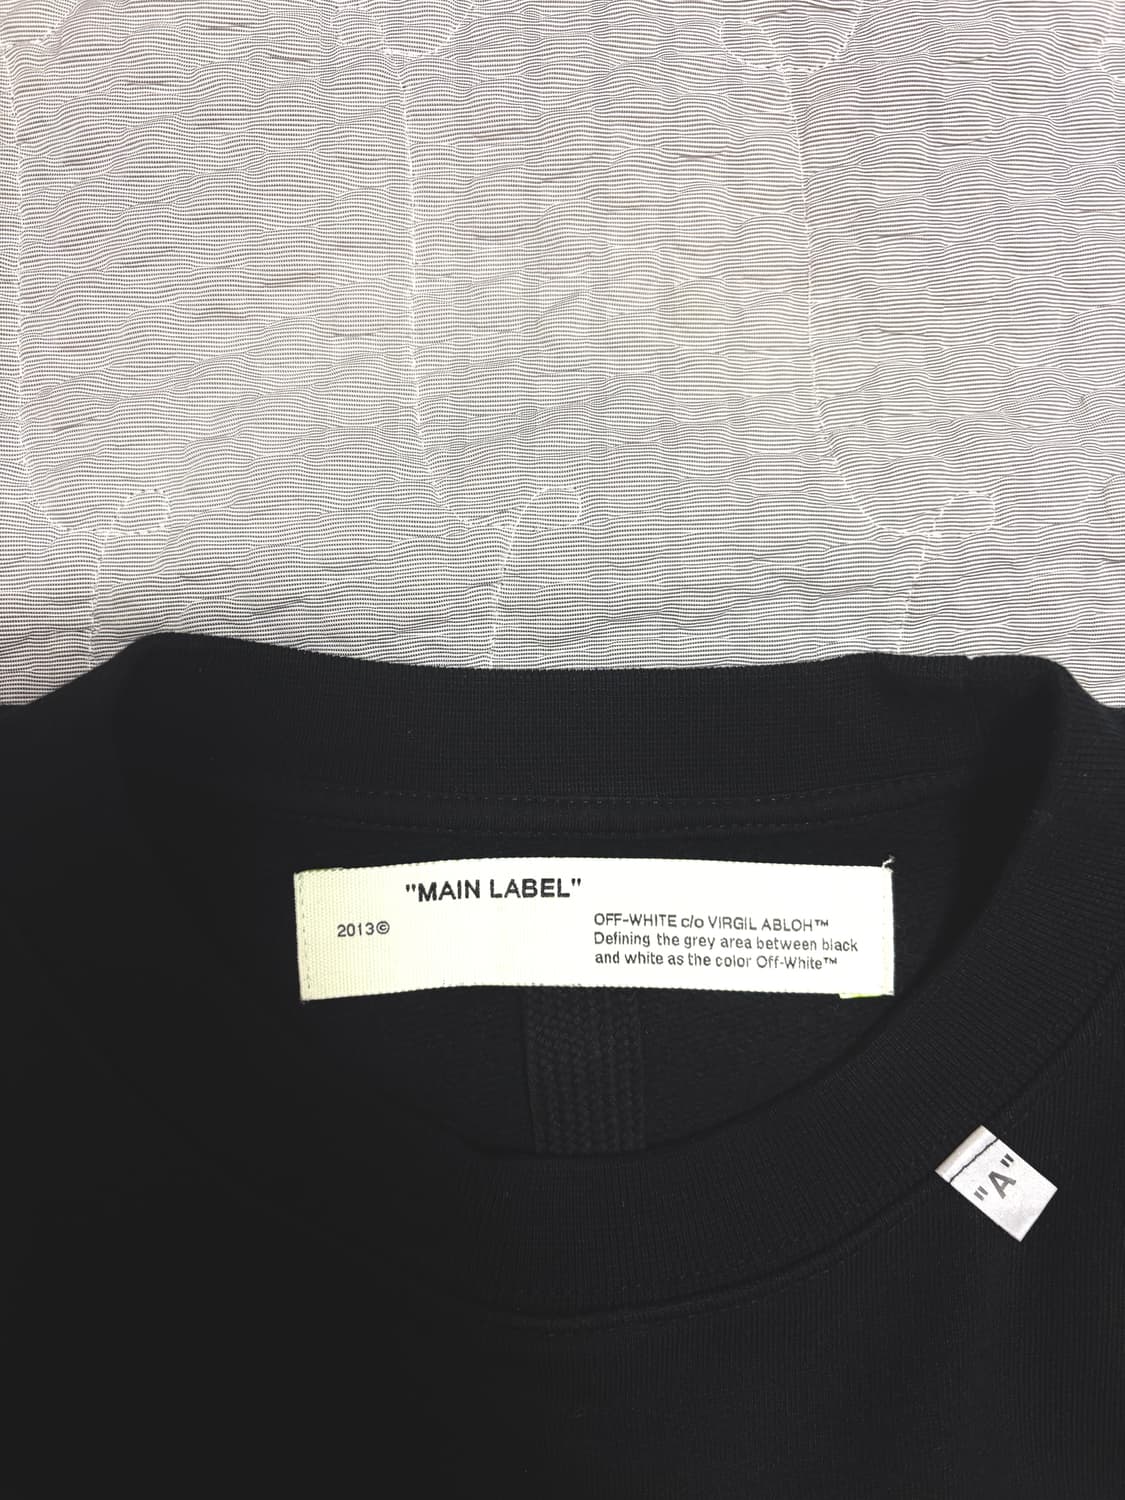 "MAIN LABEL"
2013©
OFF-WHITE c/o VIRGIL ABLOH™
Defining the grey area between black
and white as the color Off-White™
"A"